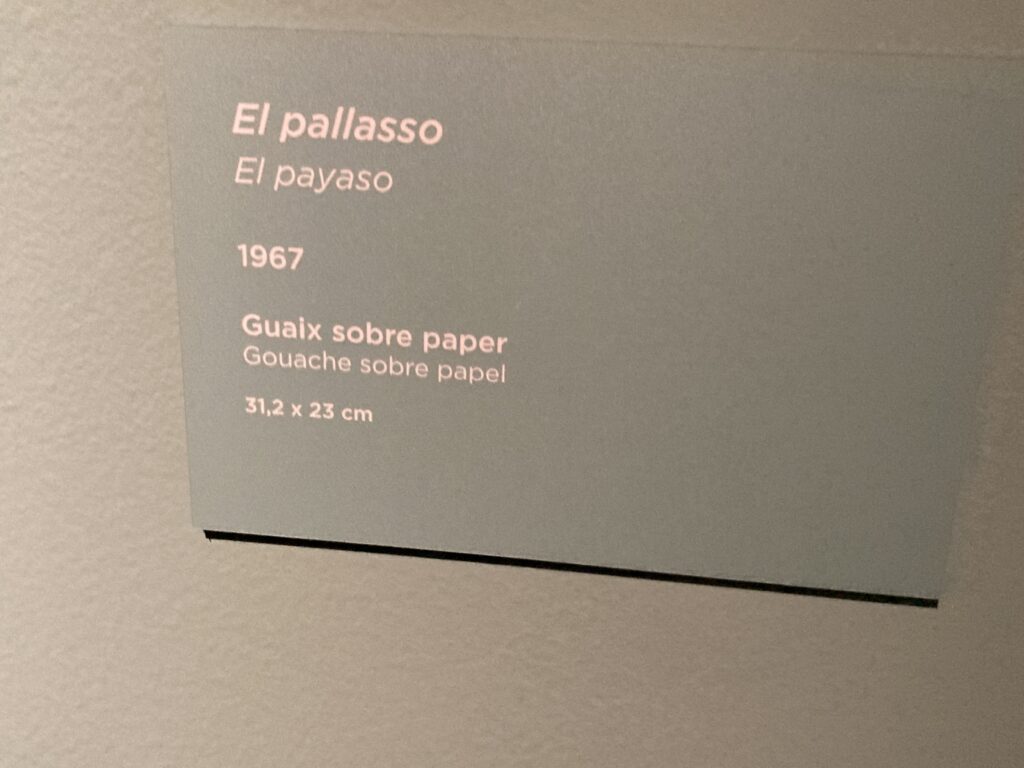 El pallasso
El payaso
1967
Guaix sobre paper
Gouache sobre papel
31,2 x 23 cm